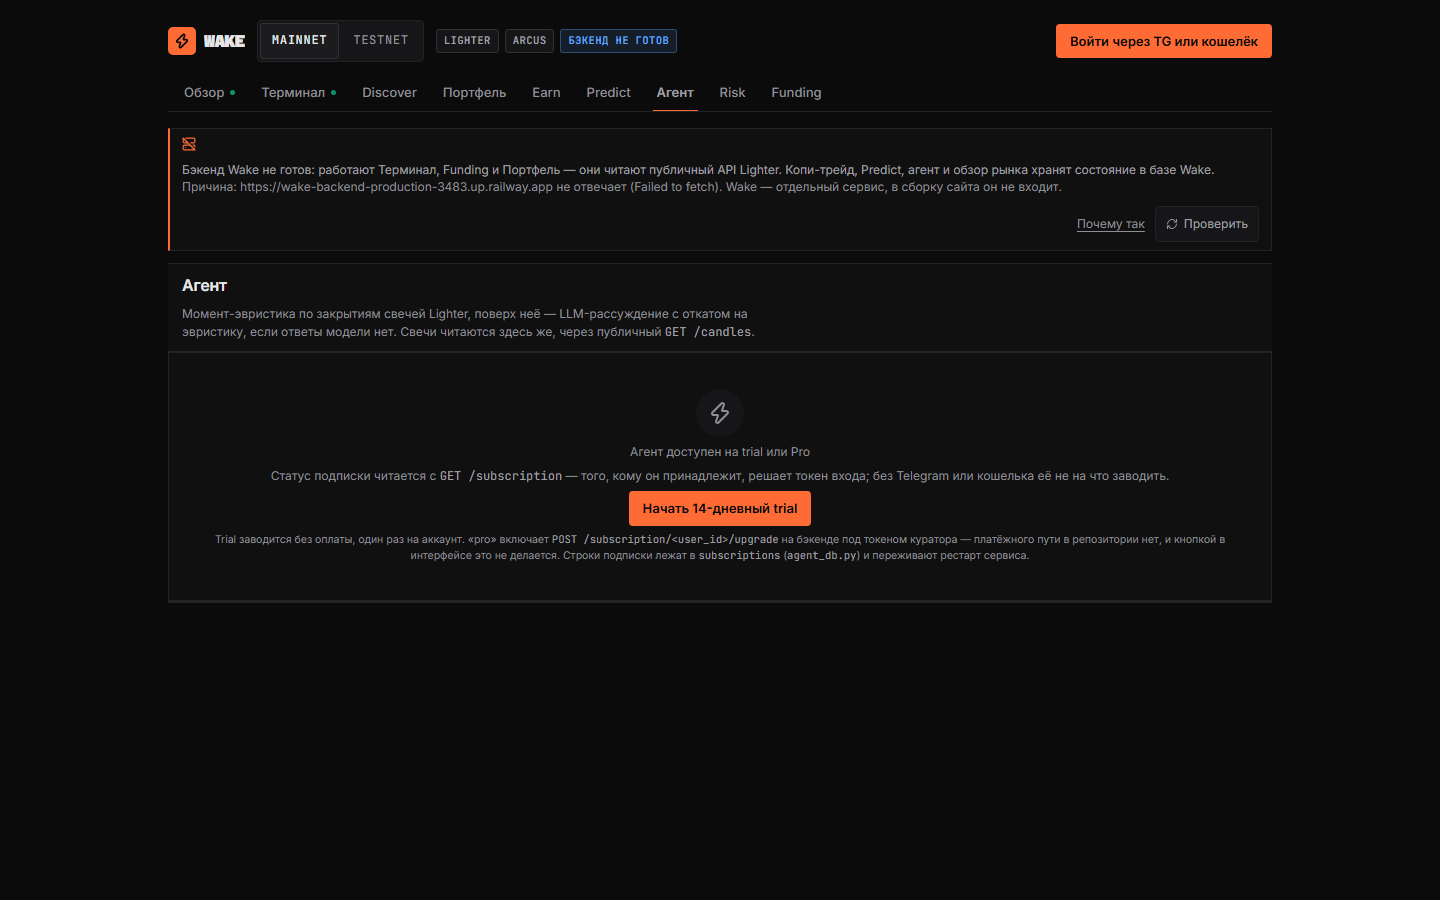 WAKE
MAINNET TESTNET
LIGHTER ARCUS БЭКЕНД НЕ ГОТОВ
Войти через TG или кошелёк
Обзор Терминал Discover Портфель Earn Predict Агент Risk Funding
Бэкенд Wake не готов: работают Терминал, Funding и Портфель — они читают публичный API Lighter. Копи-трейд, Predict, агент и обзор рынка хранят состояние в базе Wake.
Причина: https://wake-backend-production-3483.up.railway.app не отвечает (Failed to fetch). Wake — отдельный сервис, в сборку сайта он не входит.
Почему так Проверить
Агент
Момент-эвристика по закрытиям свечей Lighter, поверх неё — LLM-рассуждение с откатом на
эвристику, если ответы модели нет. Свечи читаются здесь же, через публичный GET /candles.
Агент доступен на trial или Pro
Статус подписки читается с GET /subscription — того, кому он принадлежит, решает токен входа; без Telegram или кошелька её не на что заводить.
Начать 14-дневный trial
Trial заводится без оплаты, один раз на аккаунт. «pro» включает POST /subscription/<user_id>/upgrade на бэкенде под токеном куратора — платёжного пути в репозитории нет, и кнопкой в
интерфейсе это не делается. Строки подписки лежат в subscriptions (agent_db.py) и переживают рестарт сервиса.